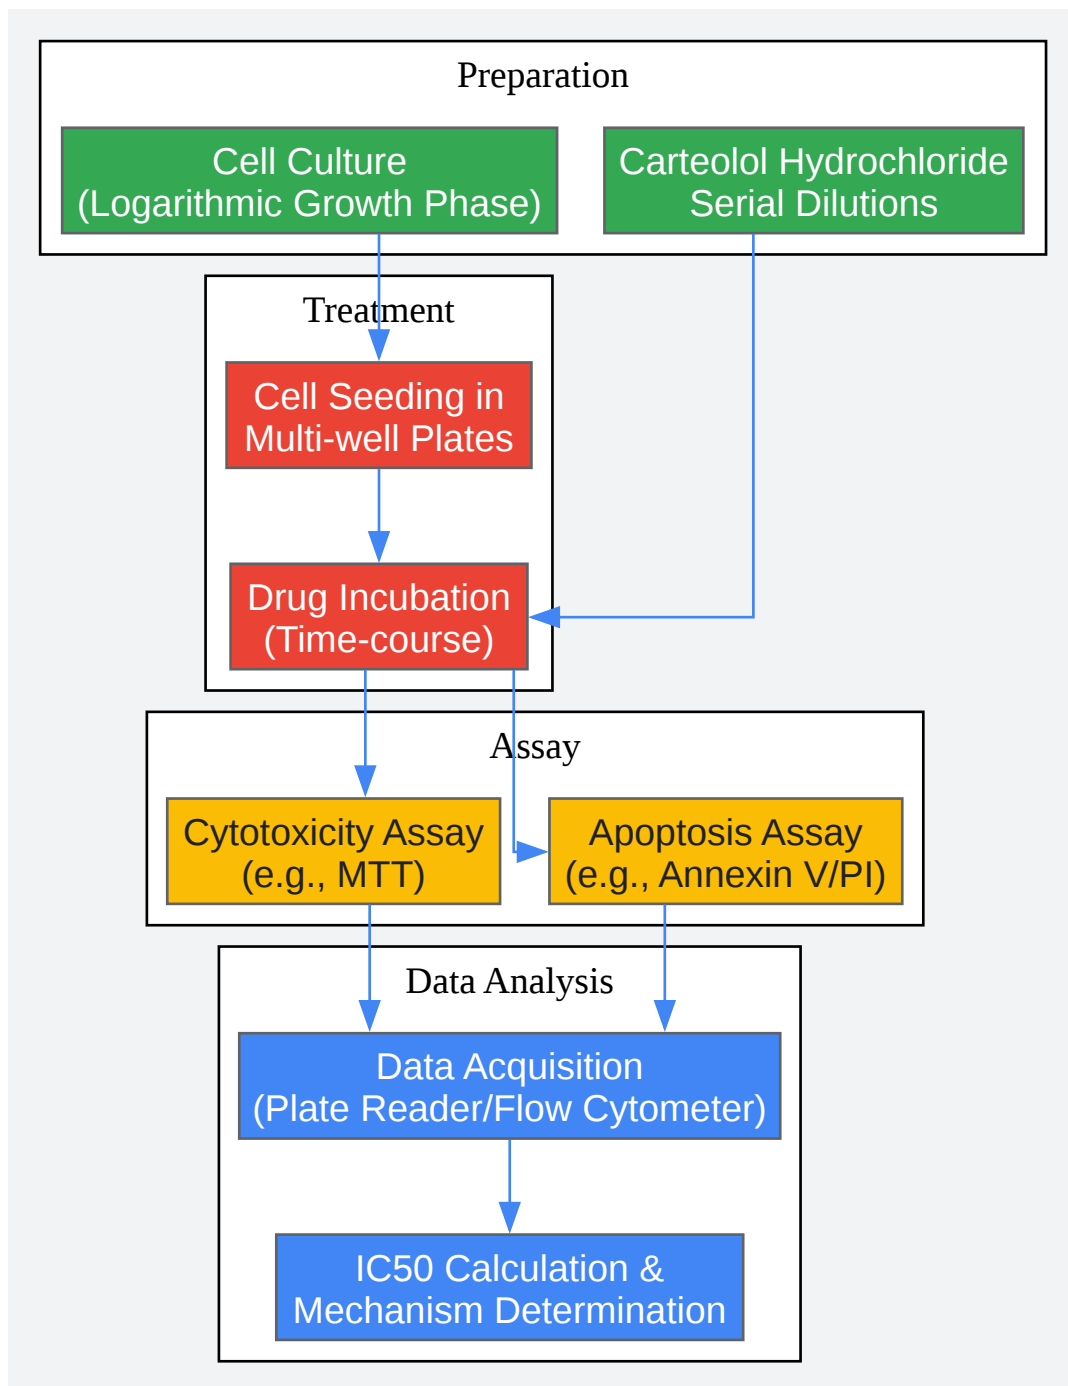 Preparation
Cell Culture
(Logarithmic Growth Phase)
Carteolol Hydrochloride
Serial Dilutions
Treatment
Cell Seeding in
Multi-well Plates
Drug Incubation
(Time-course)
Assay
Cytotoxicity Assay
(e.g., MTT)
Apoptosis Assay
(e.g., Annexin V/PI)
Data Analysis
Data Acquisition
(Plate Reader/Flow Cytometer)
IC50 Calculation &
Mechanism Determination